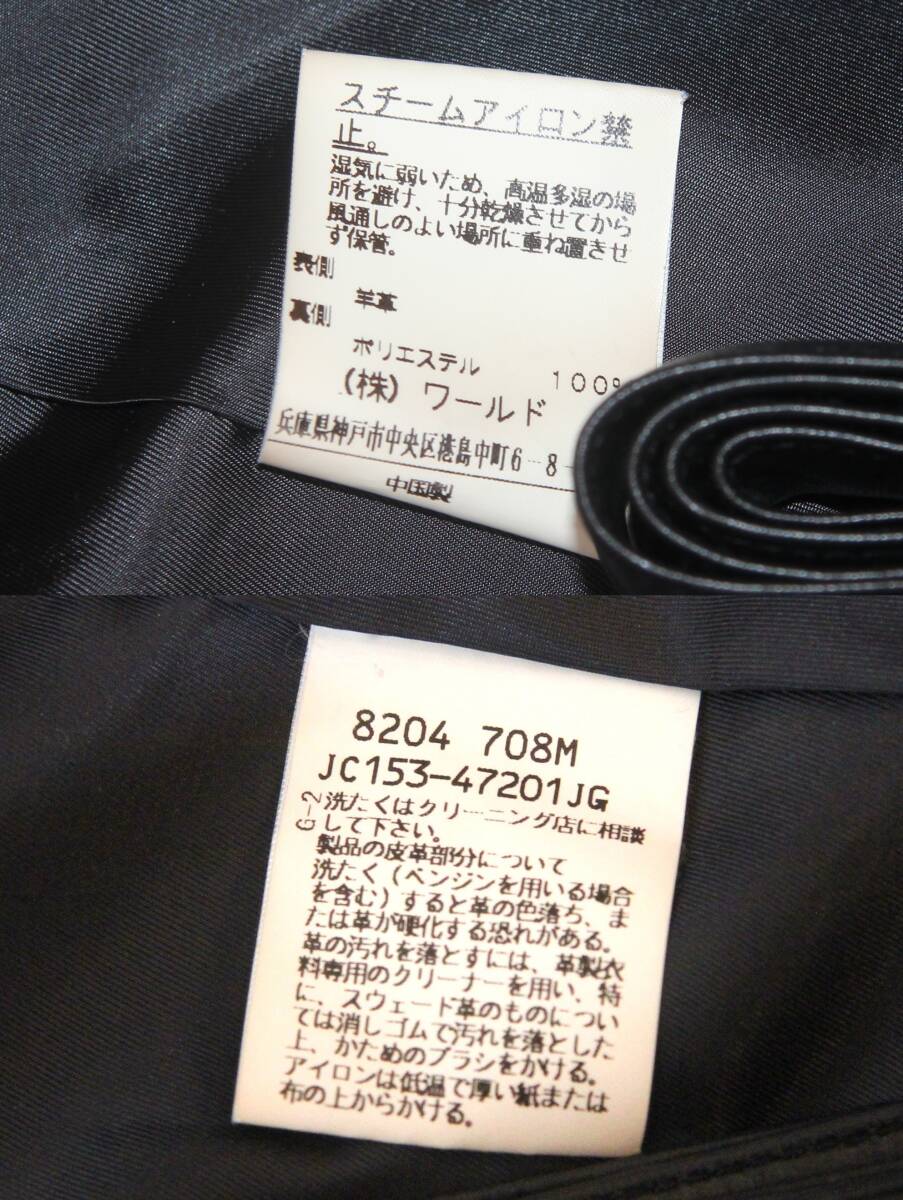 スチームアイロン禁
止。
湿気に弱いため、高温多湿の場
所を避け、十分乾燥させてから
風通しのよい場所に重ね置きせ
ず保管。
表側
羊革
裏側
ポリエステル 100%
(株)ワールド
兵庫県神戸市中央区港島中町6-8-
中国製
8204 708M
JC153-47201JG
G-2
洗たくはクリーニング店に相談
して下さい。
製品の皮革部分について
洗たく(ベンジンを用いる場合
を含む)すると革の色落ち、ま
たは革が硬化する恐れがある。
革の汚れを落とすには、革製衣
料専用のクリーナーを用い、特
に、スウェード革のものについ
ては消しゴムで汚れを落とした
上、かためのブラシをかける。
アイロンは低温で厚い紙または
布の上からかける。